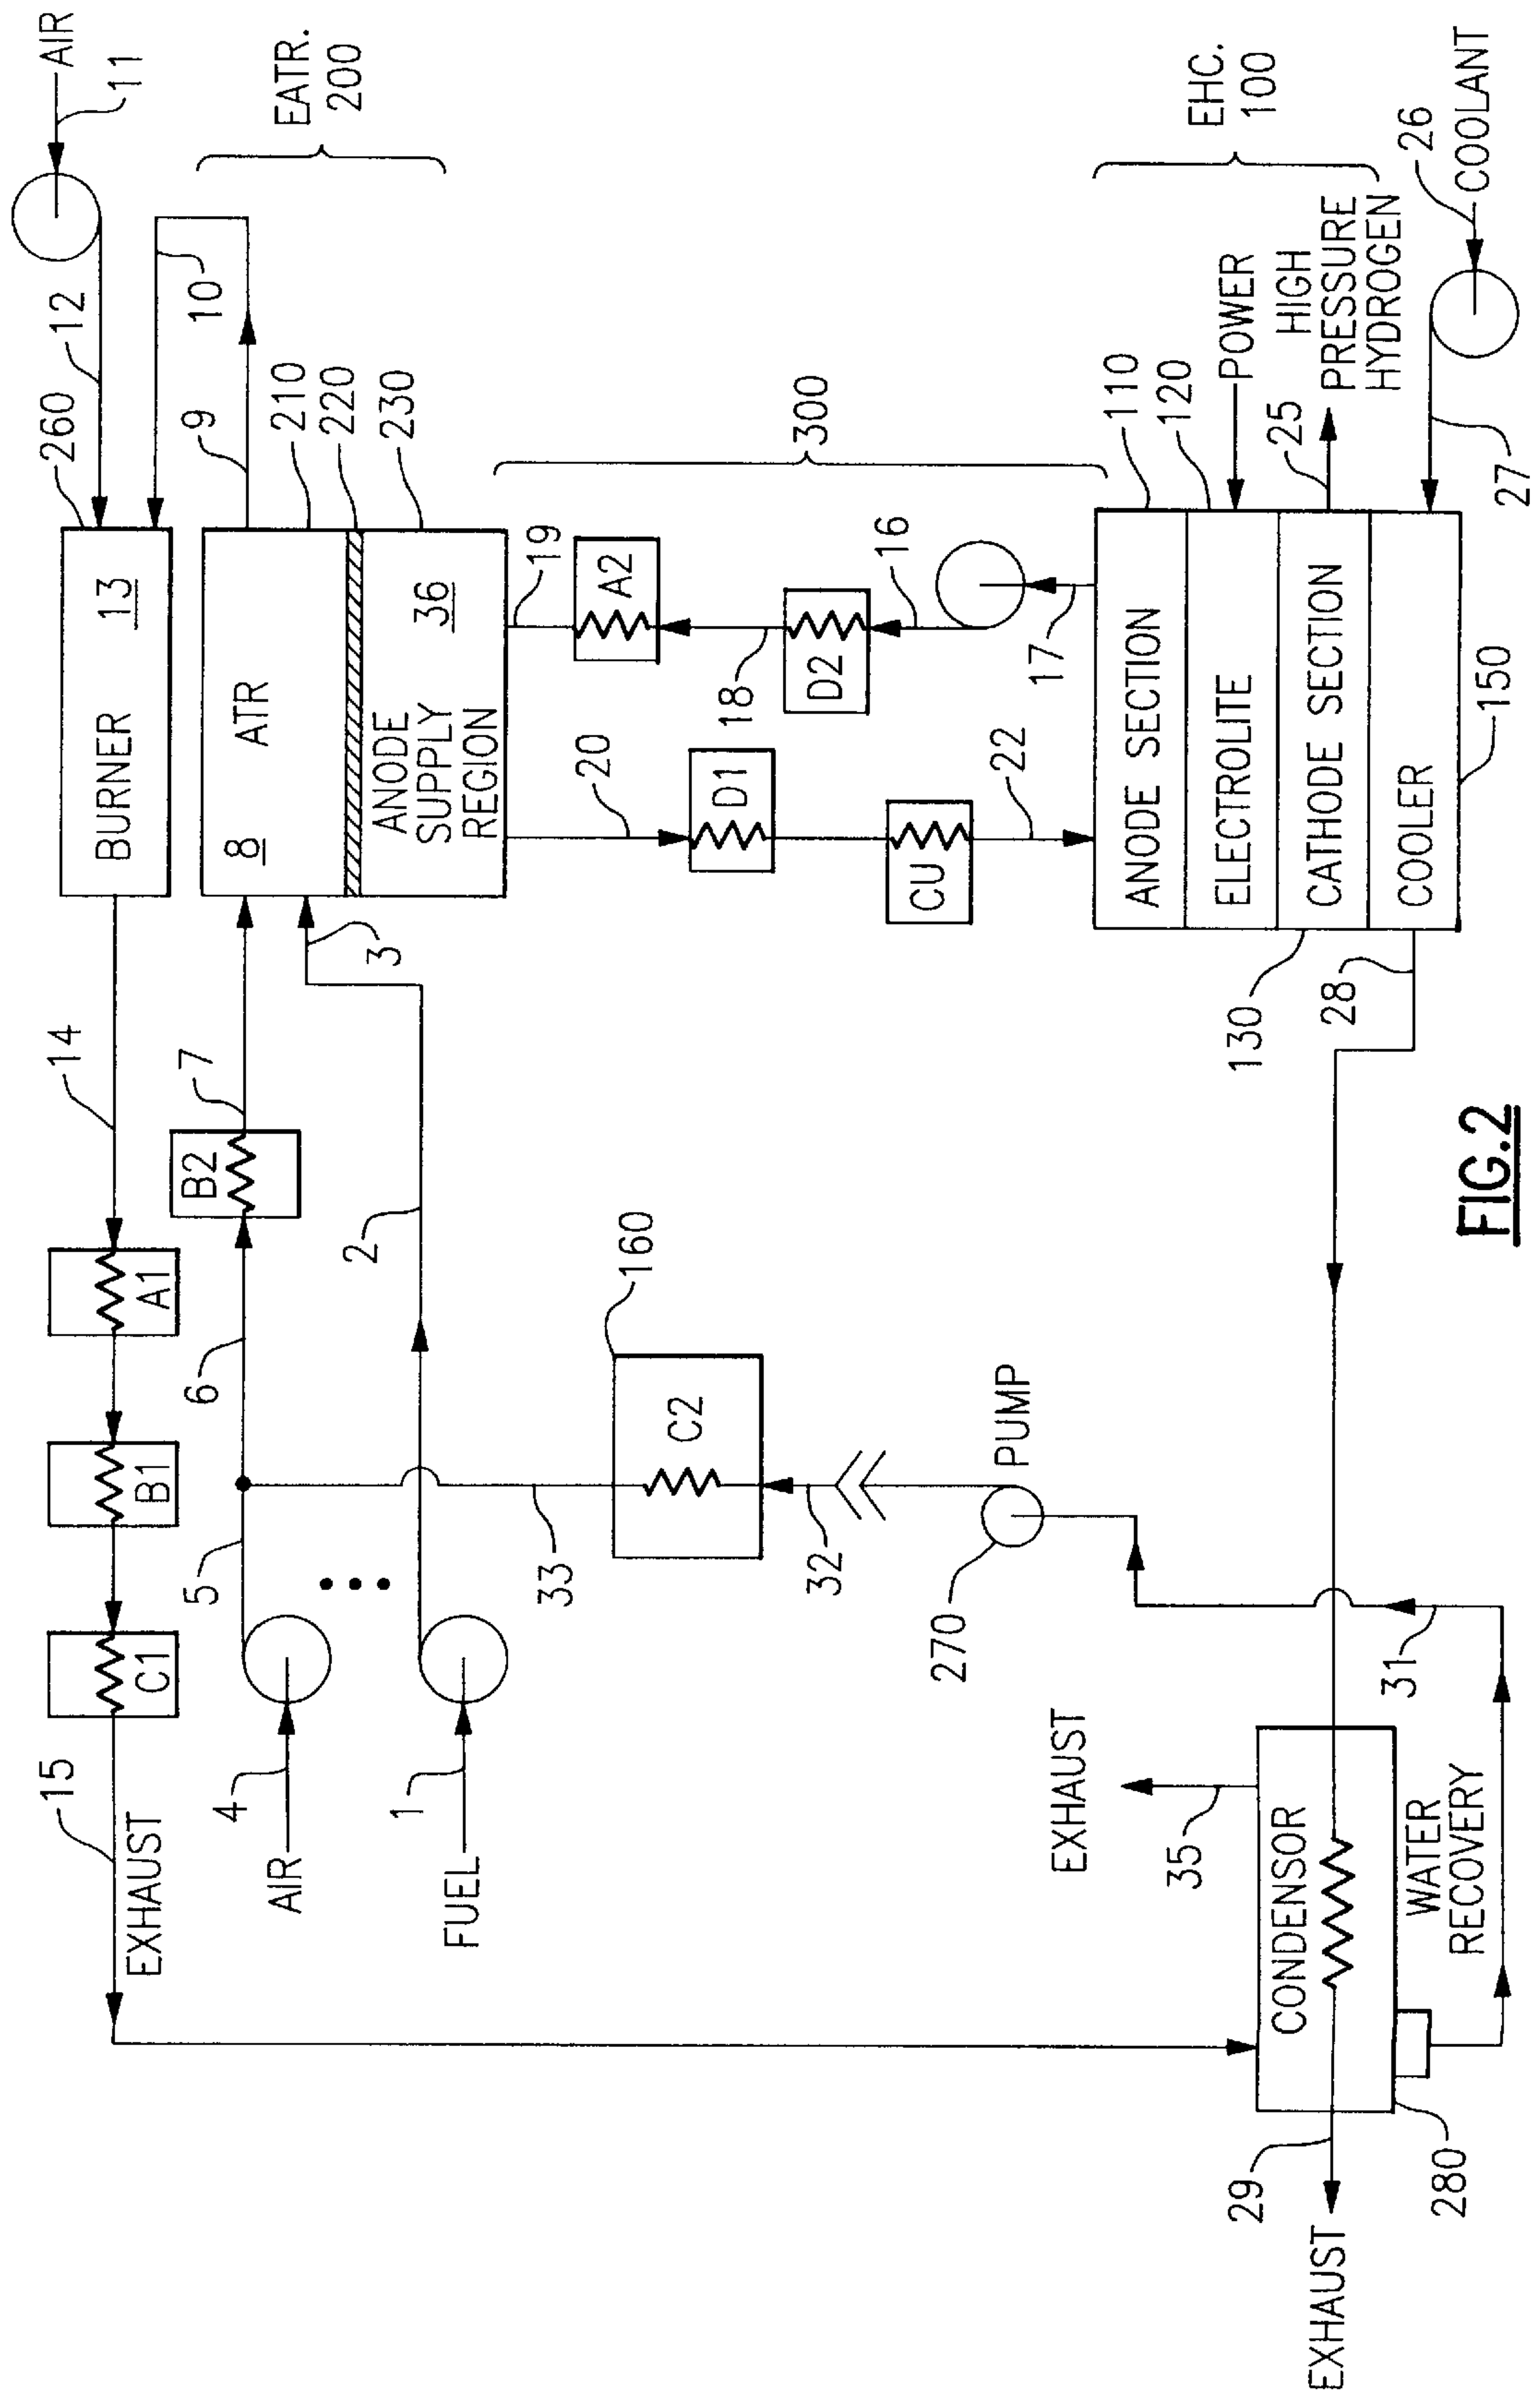 15
EXHAUST
C1
B1
A1
14
BURNER
13
260
12
AIR
11
10
4
AIR
5
6
B2
7
8
ATR
9
210
220
230
EATR.
200
1
FUEL
2
3
ANODE
SUPPLY
REGION
36
33
C2
160
32
PUMP
270
20
D1
CU
22
19
A2
18
D2
16
17
300
EXHAUST
35
CONDENSOR
29
EXHAUST
280
WATER
RECOVERY
31
28
130
ANODE SECTION
ELECTROLITE
CATHODE SECTION
COOLER
150
110
120
POWER
25
HIGH
PRESSURE
HYDROGEN
EHC.
100
27
26
COOLANT
FIG.2